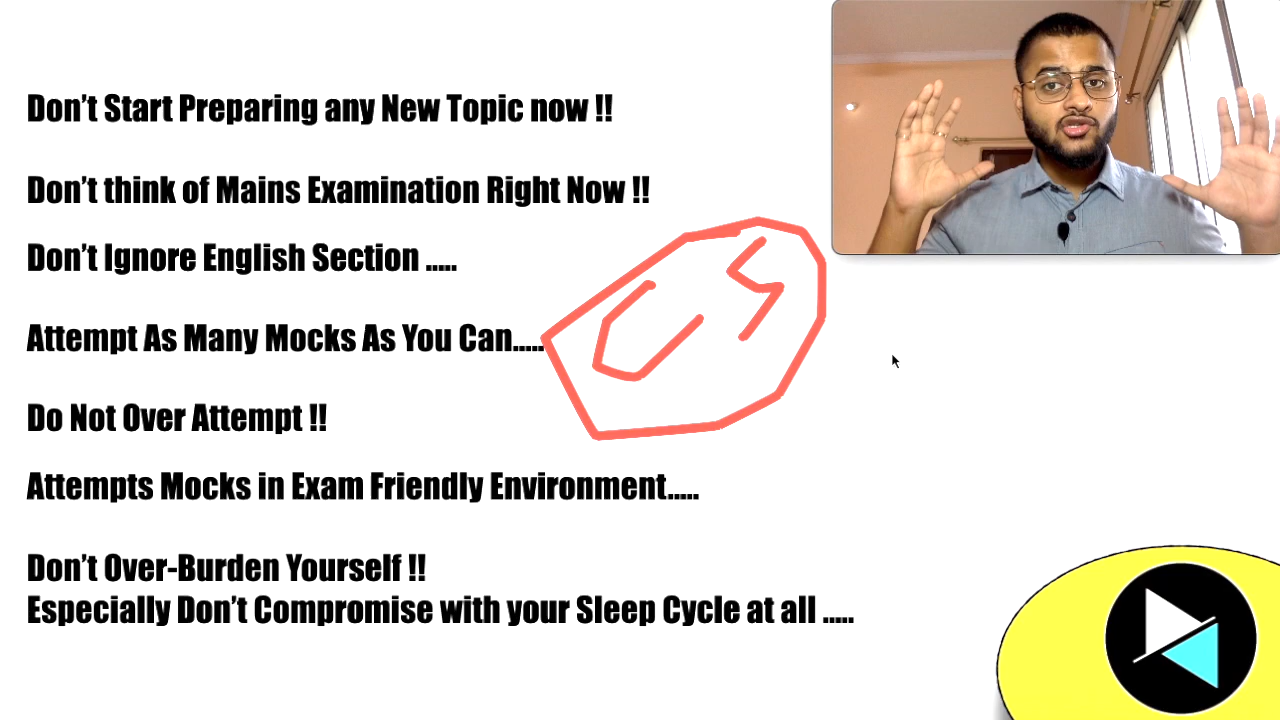 Don’t Start Preparing any New Topic now !!
Don’t think of Mains Examination Right Now !!
Don’t Ignore English Section .....
Attempt As Many Mocks As You Can.....
CS
Do Not Over Attempt !!
Attempts Mocks in Exam Friendly Environment.....
Don’t Over-Burden Yourself !!
Especially Don’t Compromise with your Sleep Cycle at all .....